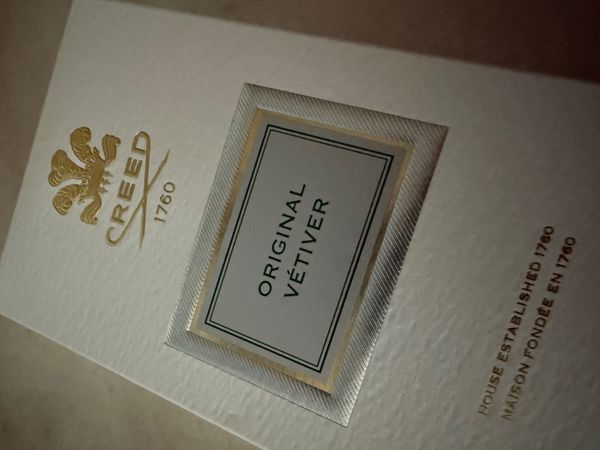 CREED
1760
ORIGINAL
VÉTIVER
HOUSE ESTABLISHED 1760
MAISON FONDÉE EN 1760